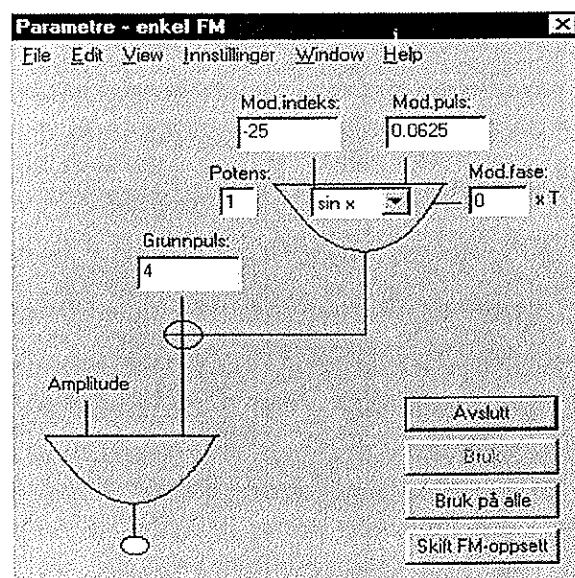 Parametre - enkel FM
File Edit View Innstillinger Window Help
Mod.indeks: Mod.puls:
-25 0.0625
Potens: Mod.fase:
1 sin x 0 x T
Grunnpuls:
4
Amplitude
Avslutt
Bruk
Bruk på alle
Skift FM-oppsett